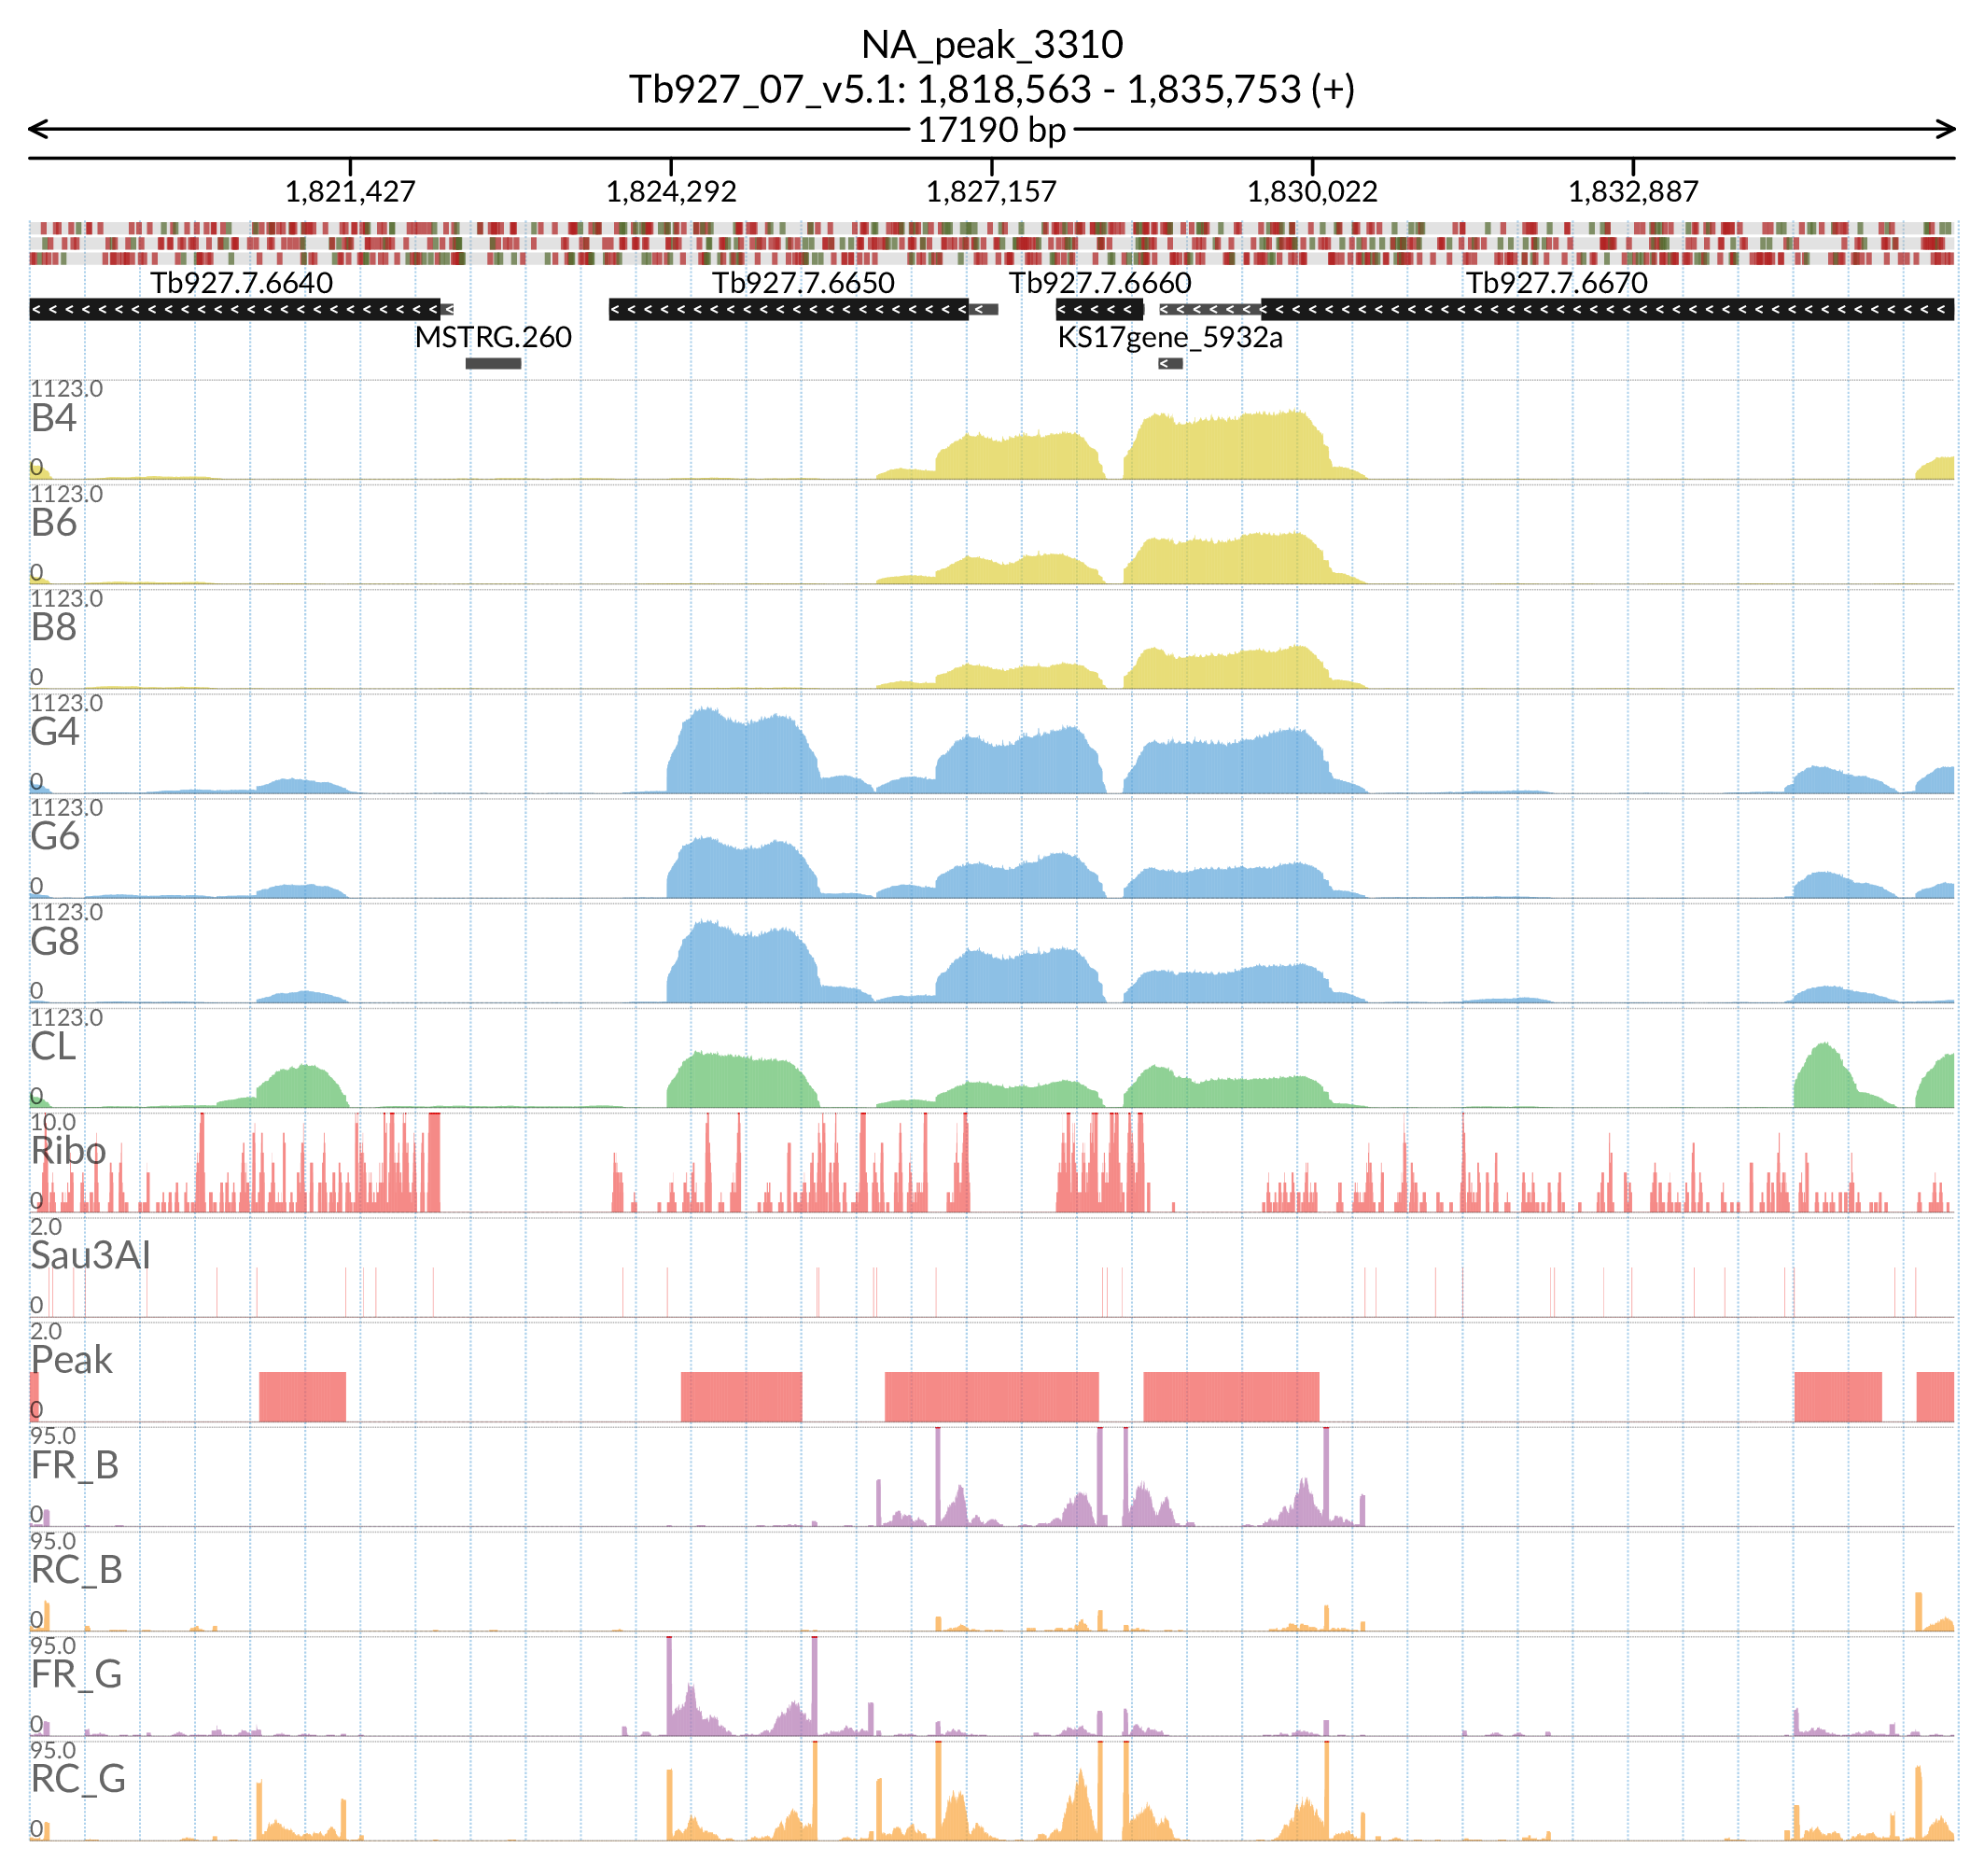 NA_peak_3310
Tb927_07_v5.1: 1,818,563 - 1,835,753 (+)
17190 bp
1,821,427 1,824,292 1,827,157 1,830,022 1,832,887
Tb927.7.6640 Tb927.7.6650 Tb927.7.6660 Tb927.7.6670
MSTRG.260 KS17gene_5932a
1123.0
B4
0
1123.0
B6
0
1123.0
B8
0
1123.0
G4
0
1123.0
G6
0
1123.0
G8
0
1123.0
CL
0
10.0
Ribo
0
2.0
Sau3AI
0
2.0
Peak
0
95.0
FR_B
0
95.0
RC_B
0
95.0
FR_G
0
95.0
RC_G
0